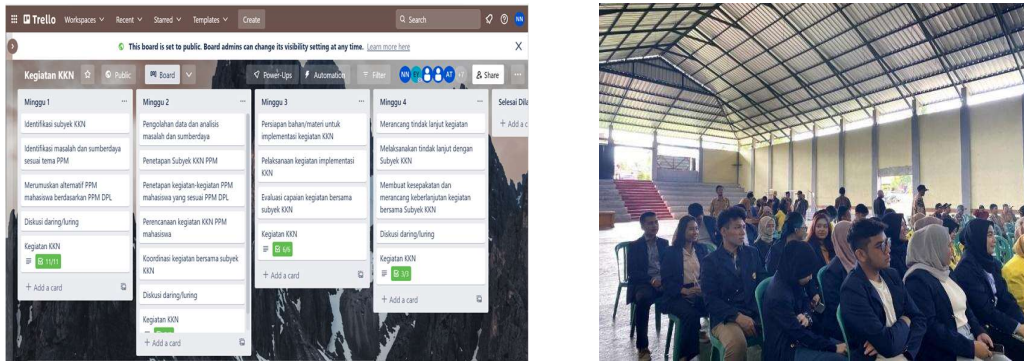 Trello Workspaces Recent Starred Templates Create Search NN
This board is set to public. Board admins can change its visibility setting at any time. Learn more here X
Kegiatan KKN Public Board Power-Ups Automation Filter NN EY AT +7 Share
Minggu 1
Identifikasi subyek KKN
Identifikasi masalah dan sumberdaya
sesuai tema PPM
Merumuskan alternatif PPM
mahasiswa berdasarkan PPM DPL
Diskusi daring/luring
Kegiatan KKN
11/11
+ Add a card
Minggu 2
Pengolahan data dan analisis
masalah dan sumberdaya
Penetapan Subyek KKN PPM
Penetapan kegiatan-kegiatan PPM
mahasiswa yang sesuai PPM DPL
Perencanaan kegiatan KKN PPM
mahasiswa
Koordinasi kegiatan bersama subyek
KKN
Diskusi daring/luring
Kegiatan KKN
+ Add a card
Minggu 3
Persiapan bahan/materi untuk
implementasi kegiatan KKN
Pelaksanaan kegiatan implementasi
KKN
Evaluasi capaian kegiatan bersama
subyek KKN
Kegiatan KKN
6/6
+ Add a card
Minggu 4
Merancang tindak lanjut kegiatan
Melaksanakan tindak lanjut dengan
Subyek KKN
Membuat kesepakatan dan
merancang keberlanjutan kegiatan
bersama Subyek KKN
Diskusi daring/luring
Kegiatan KKN
3/3
+ Add a card
Selesai Dila
+ Add a c